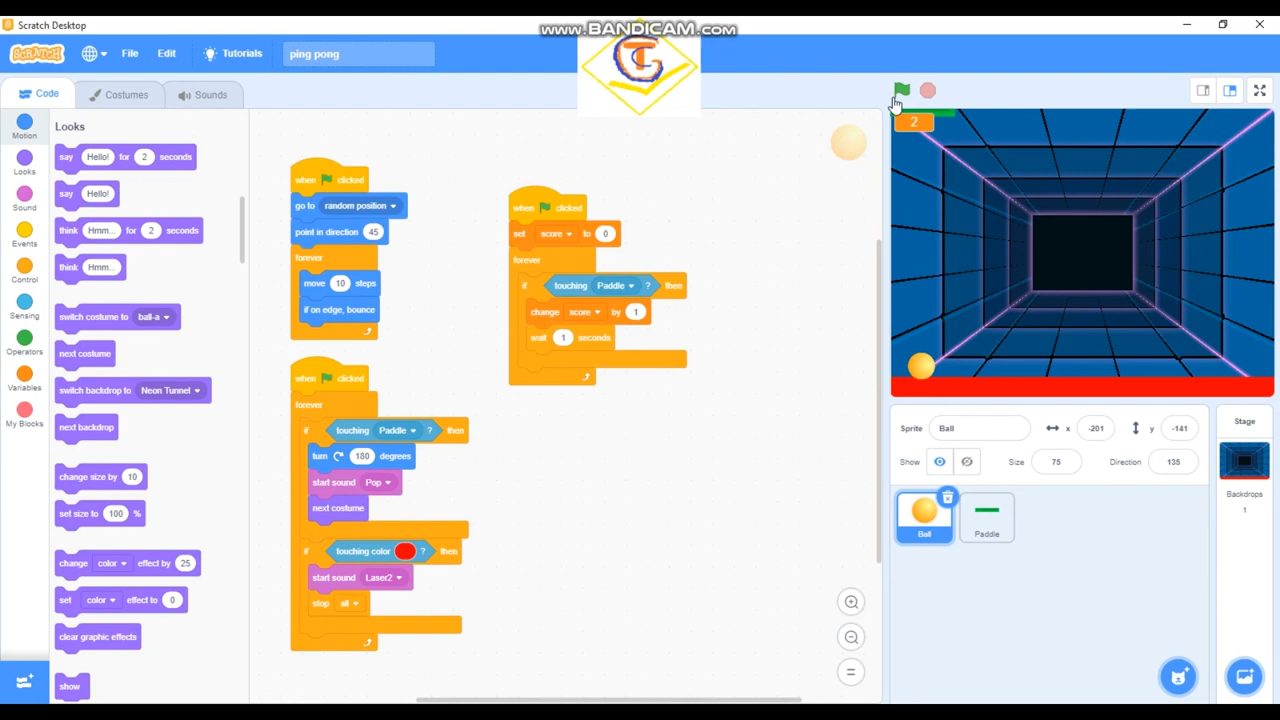 Scratch Desktop
www.BANDICAM.com
SCRATCH
File Edit Tutorials ping pong
Code Costumes Sounds
Motion
Looks
Sound
Events
Control
Sensing
Operators
Variables
My Blocks
Looks
say Hello! for 2 seconds
say Hello!
think Hmm... for 2 seconds
think Hmm...
switch costume to ball-a
next costume
switch backdrop to Neon Tunnel
next backdrop
change size by 10
set size to 100 %
change color effect by 25
set color effect to 0
clear graphic effects
show
when clicked
go to random position
point in direction 45
forever
move 10 steps
if on edge, bounce
when clicked
forever
if touching Paddle ? then
turn 180 degrees
start sound Pop
next costume
if touching color ? then
start sound Laser2
stop all
when clicked
set score to 0
forever
if touching Paddle ? then
change score by 1
wait 1 seconds
2
Sprite Ball x -201 y -141
Show Size 75 Direction 135
Ball
Paddle
Stage
Backdrops
1